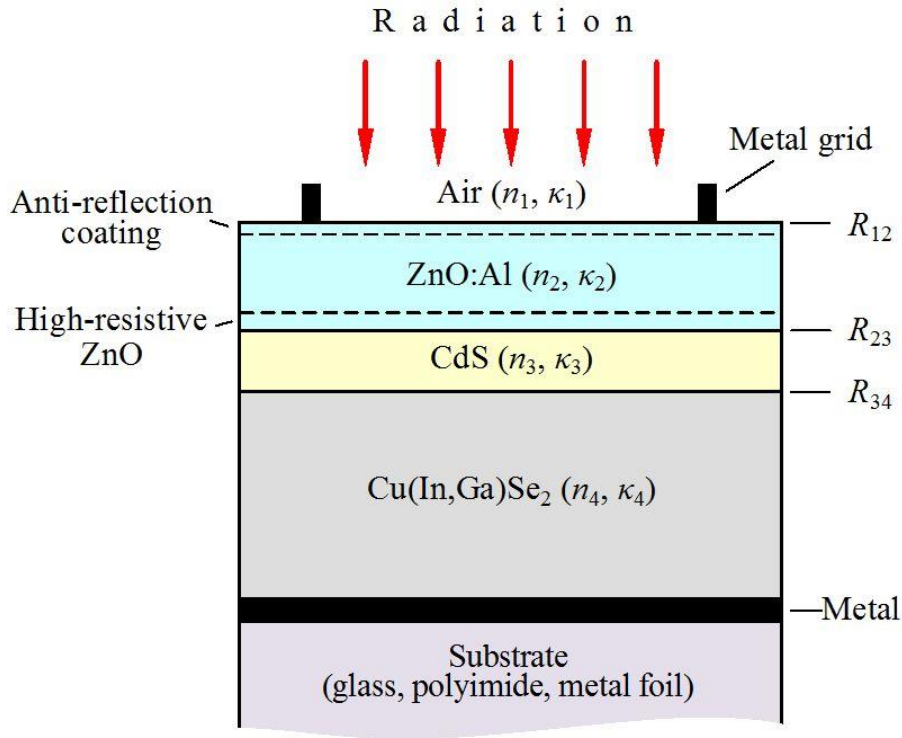 Radiation
Metal grid
Air (n₁, κ₁)
Anti-reflection
coating
R₁₂
ZnO:Al (n₂, κ₂)
High-resistive
ZnO
R₂₃
CdS (n₃, κ₃)
R₃₄
Cu(In,Ga)Se₂ (n₄, κ₄)
Metal
Substrate
(glass, polyimide, metal foil)